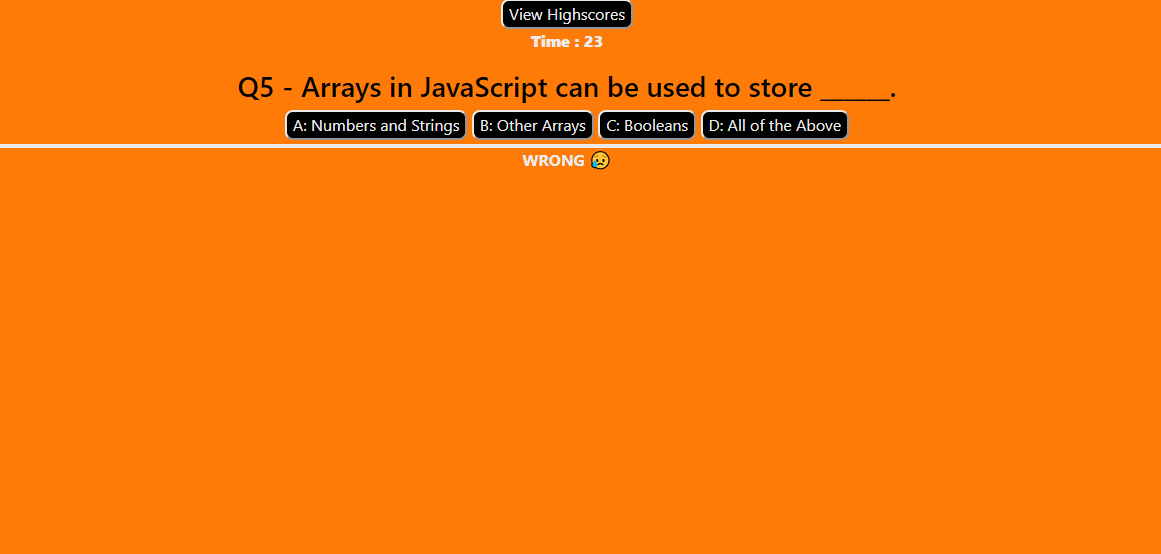 View Highscores
Time : 23
Q5 - Arrays in JavaScript can be used to store ______.
A: Numbers and Strings B: Other Arrays C: Booleans D: All of the Above
WRONG 😥